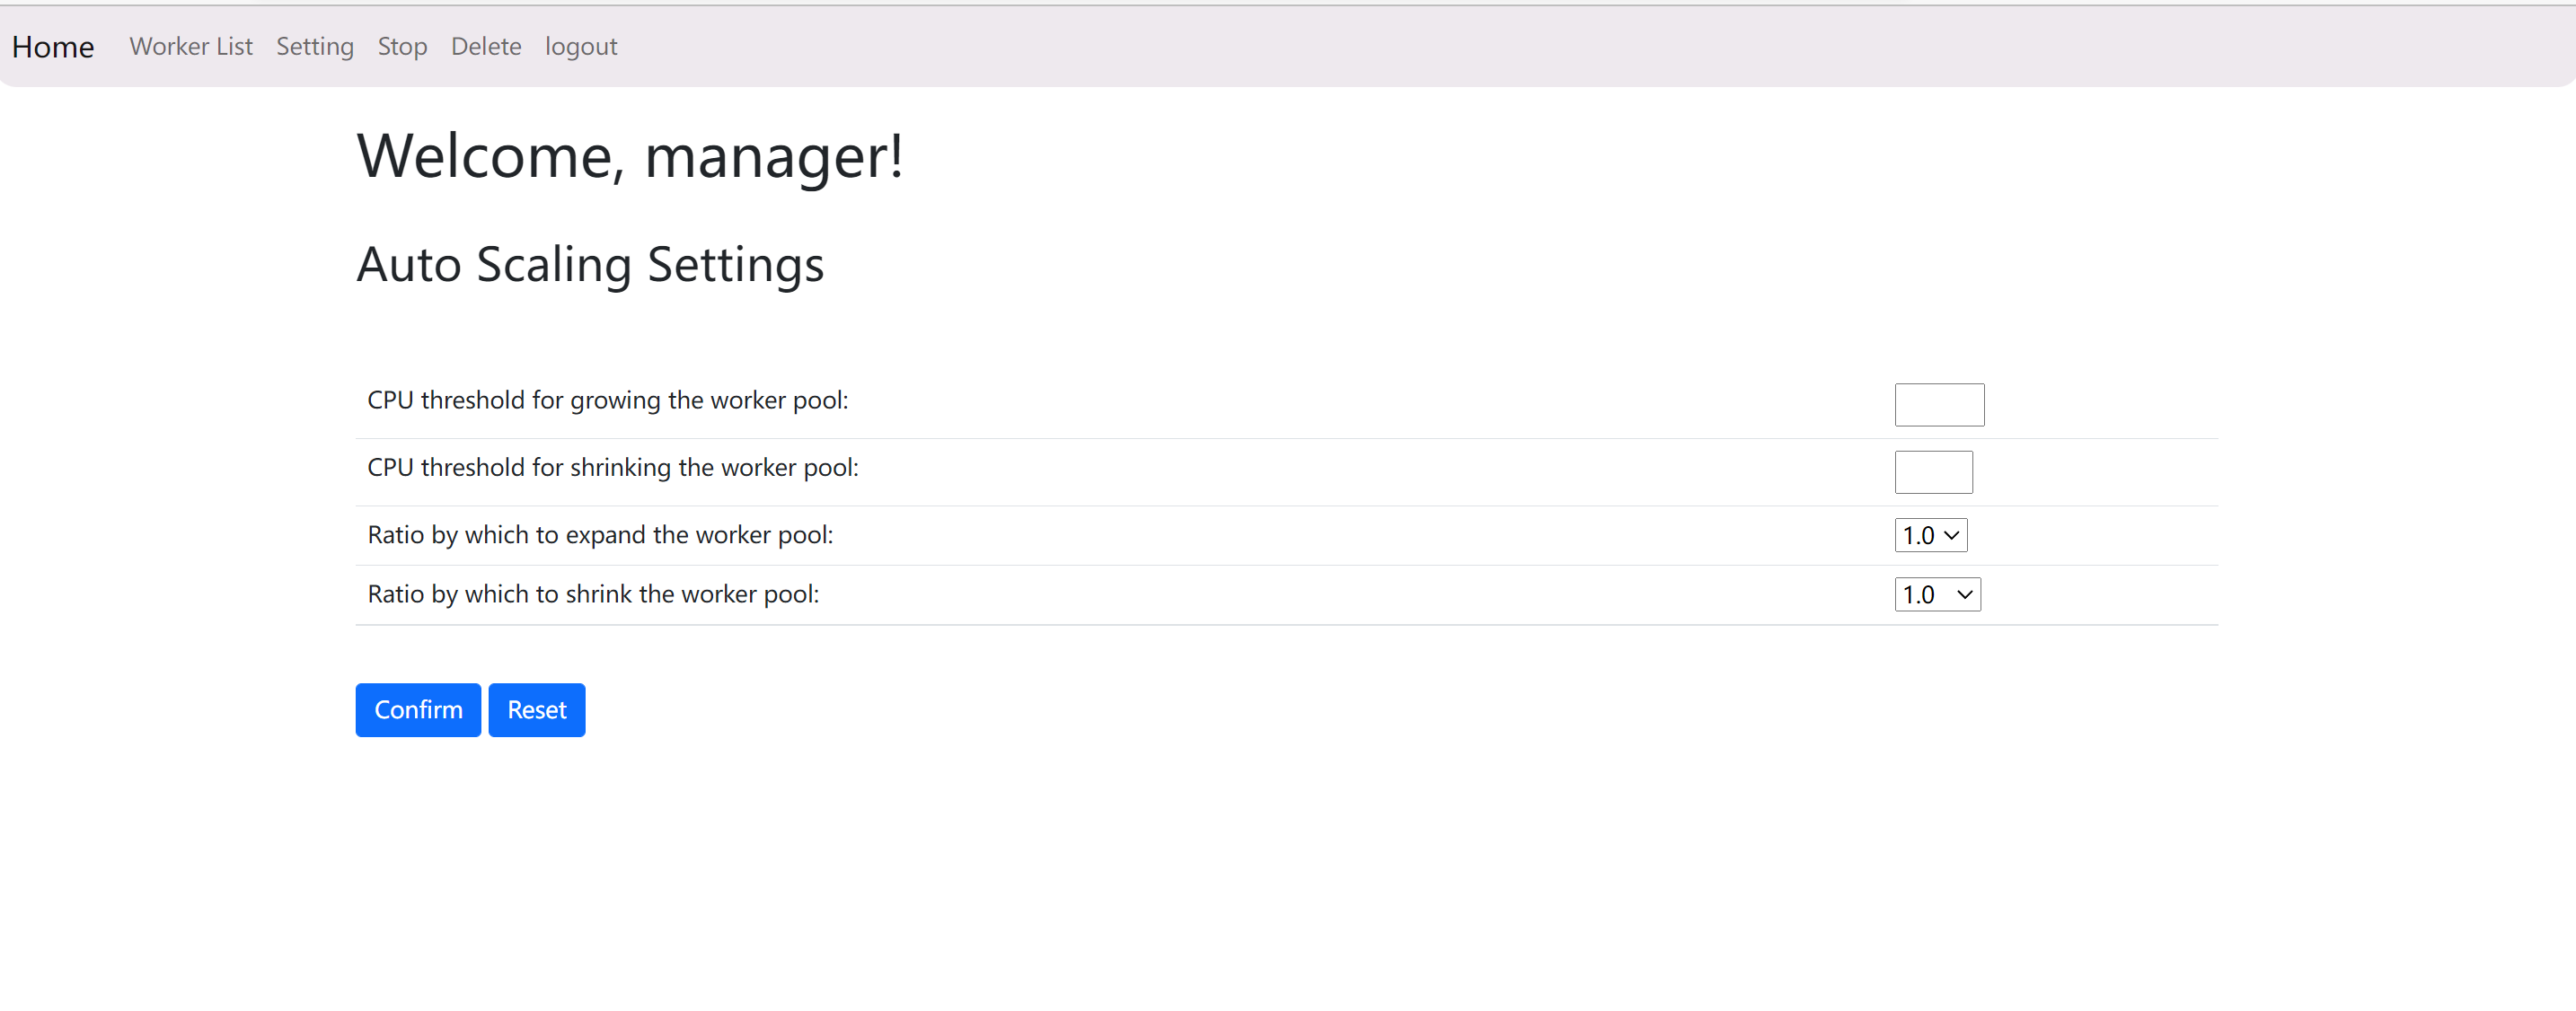 Home Worker List Setting Stop Delete logout
Welcome, manager!
Auto Scaling Settings
CPU threshold for growing the worker pool:
CPU threshold for shrinking the worker pool:
Ratio by which to expand the worker pool: 1.0
Ratio by which to shrink the worker pool: 1.0
Confirm Reset